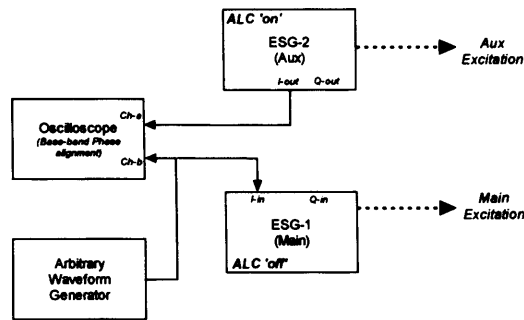 ALC 'on'
ESG-2
(Aux)
I-out Q-out
Aux
Excitation
Ch-a
Oscilloscope
(Base-band Phase
alignment)
Ch-b
I-in Q-in
ESG-1
(Main)
ALC 'off"
Main
Excitation
Arbitrary
Waveform
Generator